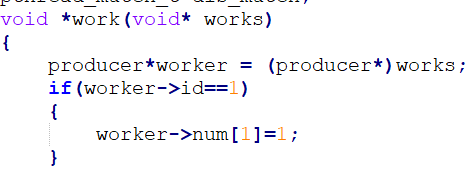 void *work(void* works)
{
    producer*worker = (producer*)works;
    if(worker->id==1)
    {
        worker->num[1]=1;
    }